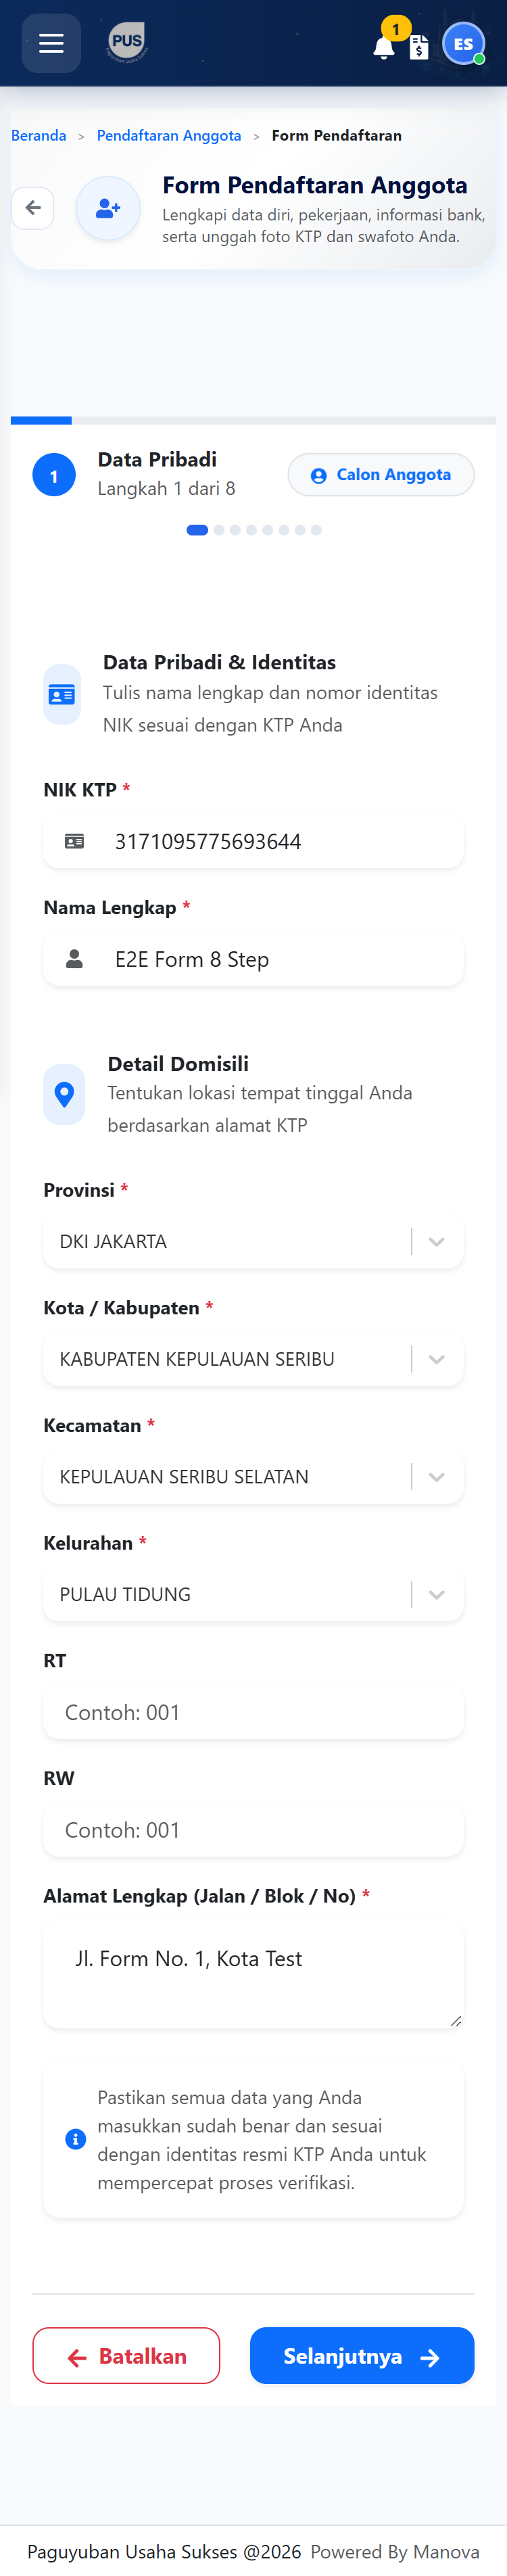 PUS
1
ES
Beranda > Pendaftaran Anggota > Form Pendaftaran
Form Pendaftaran Anggota
Lengkapi data diri, pekerjaan, informasi bank,
serta unggah foto KTP dan swafoto Anda.
1
Data Pribadi
Langkah 1 dari 8
Calon Anggota
Data Pribadi & Identitas
Tulis nama lengkap dan nomor identitas
NIK sesuai dengan KTP Anda
NIK KTP *
3171095775693644
Nama Lengkap *
E2E Form 8 Step
Detail Domisili
Tentukan lokasi tempat tinggal Anda
berdasarkan alamat KTP
Provinsi *
DKI JAKARTA
Kota / Kabupaten *
KABUPATEN KEPULAUAN SERIBU
Kecamatan *
KEPULAUAN SERIBU SELATAN
Kelurahan *
PULAU TIDUNG
RT
Contoh: 001
RW
Contoh: 001
Alamat Lengkap (Jalan / Blok / No) *
Jl. Form No. 1, Kota Test
Pastikan semua data yang Anda
masukkan sudah benar dan sesuai
dengan identitas resmi KTP Anda untuk
mempercepat proses verifikasi.
Batalkan
Selanjutnya
Paguyuban Usaha Sukses @2026 Powered By Manova